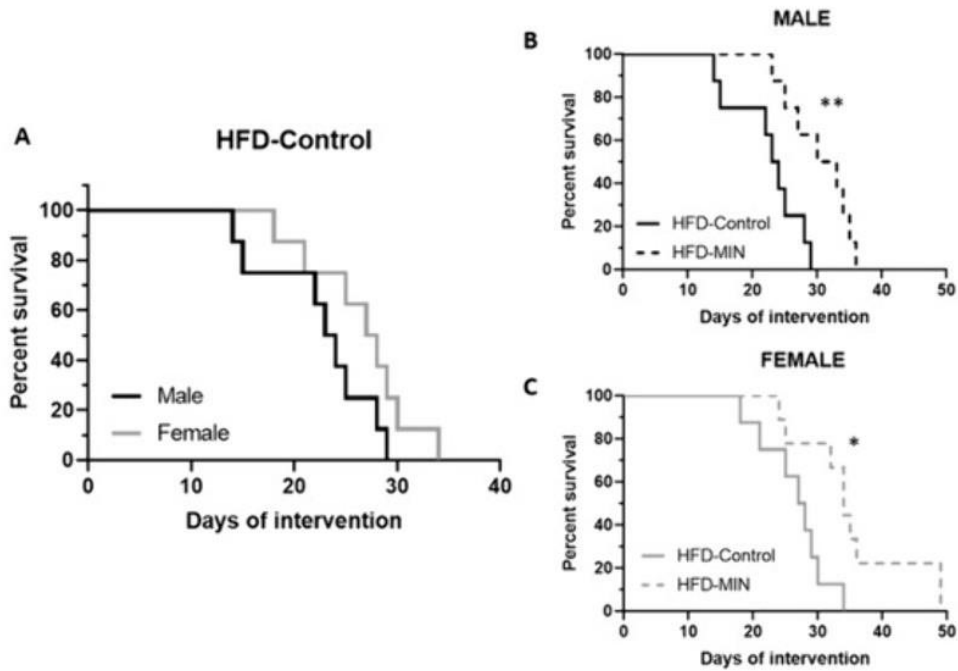 A
HFD-Control
Percent survival
100
80
60
40
20
0
Male
Female
0 10 20 30 40
Days of intervention
B
MALE
Percent survival
100
80
60
40
20
0
**
HFD-Control
HFD-MIN
0 10 20 30 40 50
Days of intervention
C
FEMALE
Percent survival
100
80
60
40
20
0
*
HFD-Control
HFD-MIN
0 10 20 30 40 50
Days of intervention